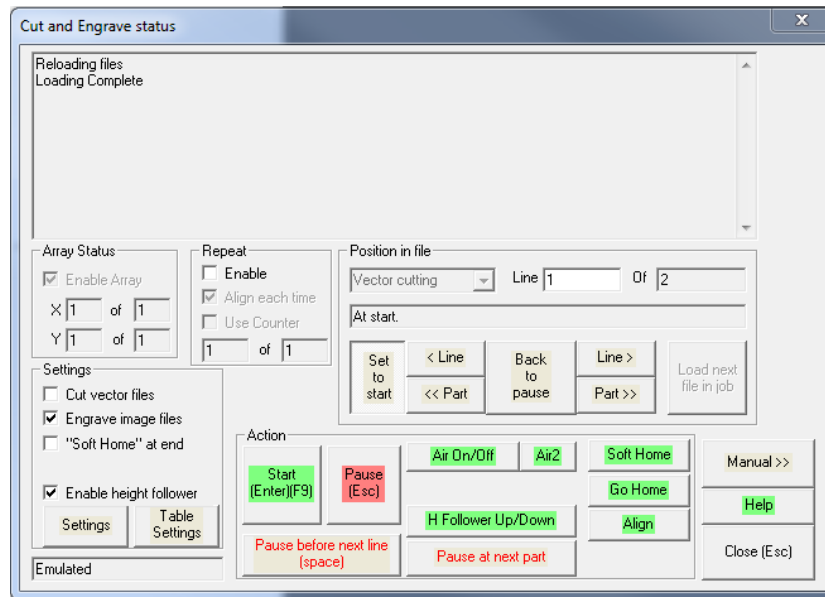 Cut and Engrave status
x
Reloading files
Loading Complete
Array Status
Enable Array
X 1 of 1
Y 1 of 1
Repeat
Enable
Align each time
Use Counter
1 of 1
Position in file
Vector cutting Line 1 Of 2
At start.
Set
to
start
< Line
<< Part
Back
to
pause
Line >
Part >>
Load next
file in job
Settings
Cut vector files
Engrave image files
"Soft Home" at end
Enable height follower
Settings
Table
Settings
Emulated
Action
Start
(Enter)(F9)
Pause
(Esc)
Air On/Off
Air2
H Follower Up/Down
Pause before next line
(space)
Pause at next part
Soft Home
Go Home
Align
Manual >>
Help
Close (Esc)